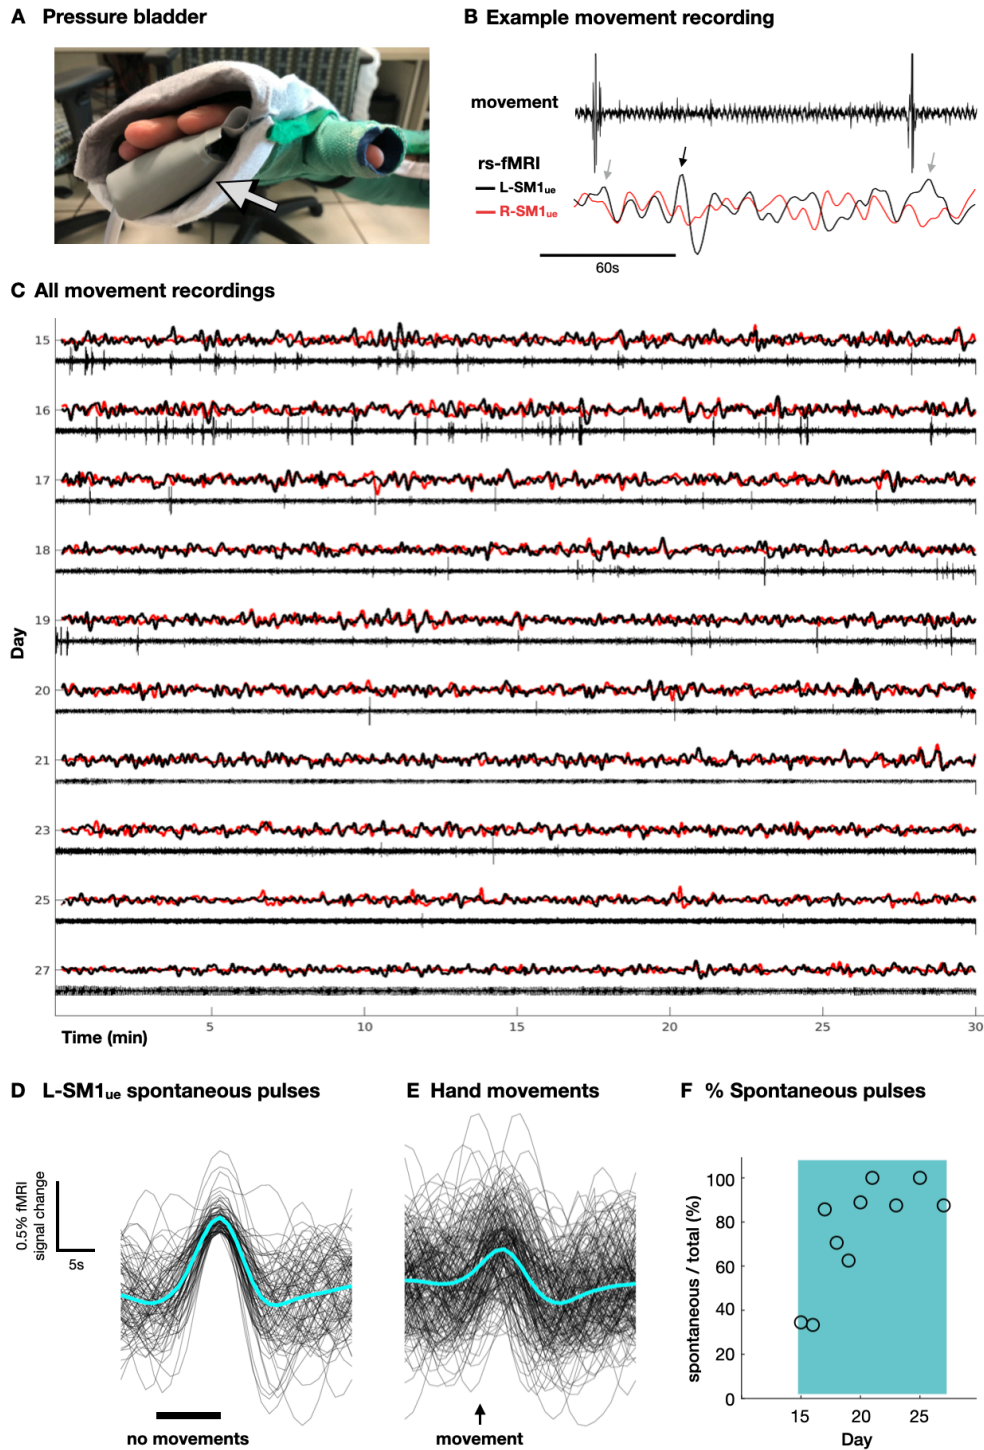 A Pressure bladder
B Example movement recording
movement
rs-fMRI
L-SM1ue
R-SM1ue
60s
C All movement recordings
15
16
17
18
19
20
21
23
25
27
Day
5
10
15
20
25
30
Time (min)
D L-SM1ue spontaneous pulses
0.5% fMRI
signal change
5s
no movements
E Hand movements
movement
F % Spontaneous pulses
spontaneous / total (%)
100
80
60
40
20
0
15
20
25
Day